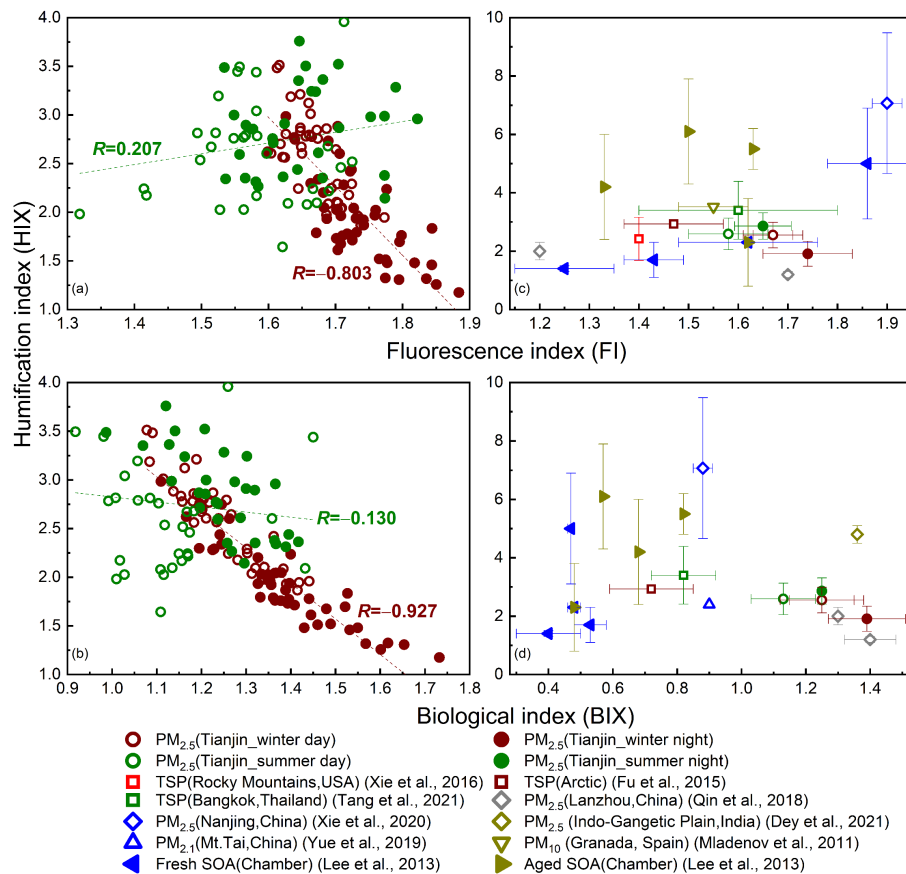 Humification index (HIX)
4.0
3.5
3.0
2.5
2.0
1.5
1.0
R=0.207
R=−0.803
(a)
1.3 1.4 1.5 1.6 1.7 1.8 1.9
10
8
6
4
2
0
(c)
1.2 1.3 1.4 1.5 1.6 1.7 1.8 1.9
Fluorescence index (FI)
4.0
3.5
3.0
2.5
2.0
1.5
1.0
R=−0.130
R=−0.927
(b)
0.9 1.0 1.1 1.2 1.3 1.4 1.5 1.6 1.7 1.8
10
8
6
4
2
0
(d)
0.4 0.6 0.8 1.0 1.2 1.4
Biological index (BIX)
PM2.5(Tianjin_winter day) PM2.5(Tianjin_winter night)
PM2.5(Tianjin_summer day) PM2.5(Tianjin_summer night)
TSP(Rocky Mountains,USA) (Xie et al., 2016) TSP(Arctic) (Fu et al., 2015)
TSP(Bangkok,Thailand) (Tang et al., 2021) PM2.5(Lanzhou,China) (Qin et al., 2018)
PM2.5(Nanjing,China) (Xie et al., 2020) PM2.5 (Indo-Gangetic Plain,India) (Dey et al., 2021)
PM2.1(Mt.Tai,China) (Yue et al., 2019) PM10 (Granada, Spain) (Mladenov et al., 2011)
Fresh SOA(Chamber) (Lee et al., 2013) Aged SOA(Chamber) (Lee et al., 2013)